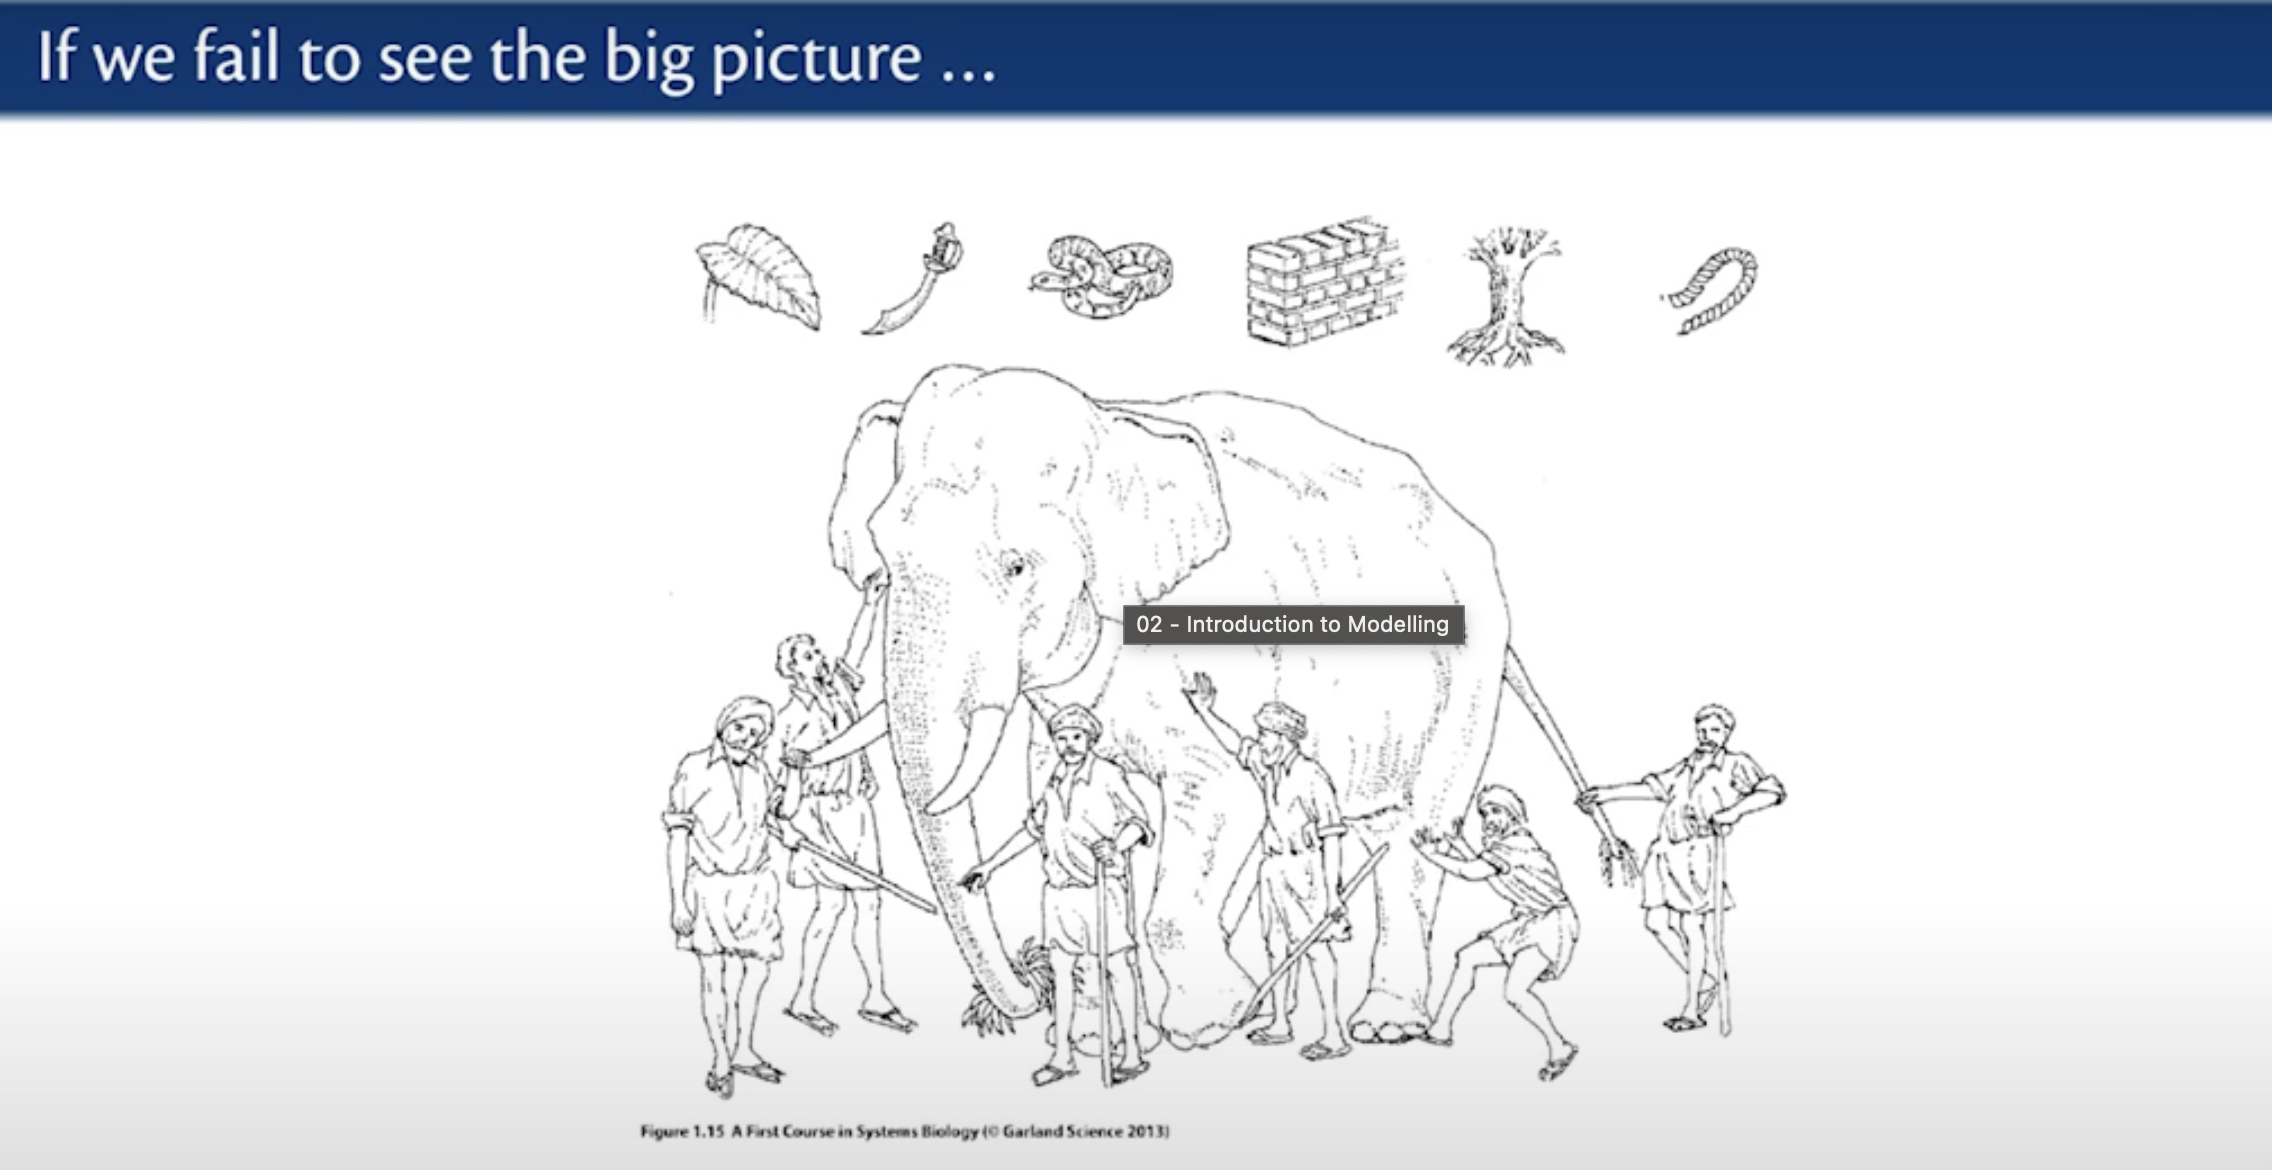 If we fail to see the big picture ...
02 - Introduction to Modelling
Figure 1.15 A First Course in Systems Biology (© Garland Science 2013)